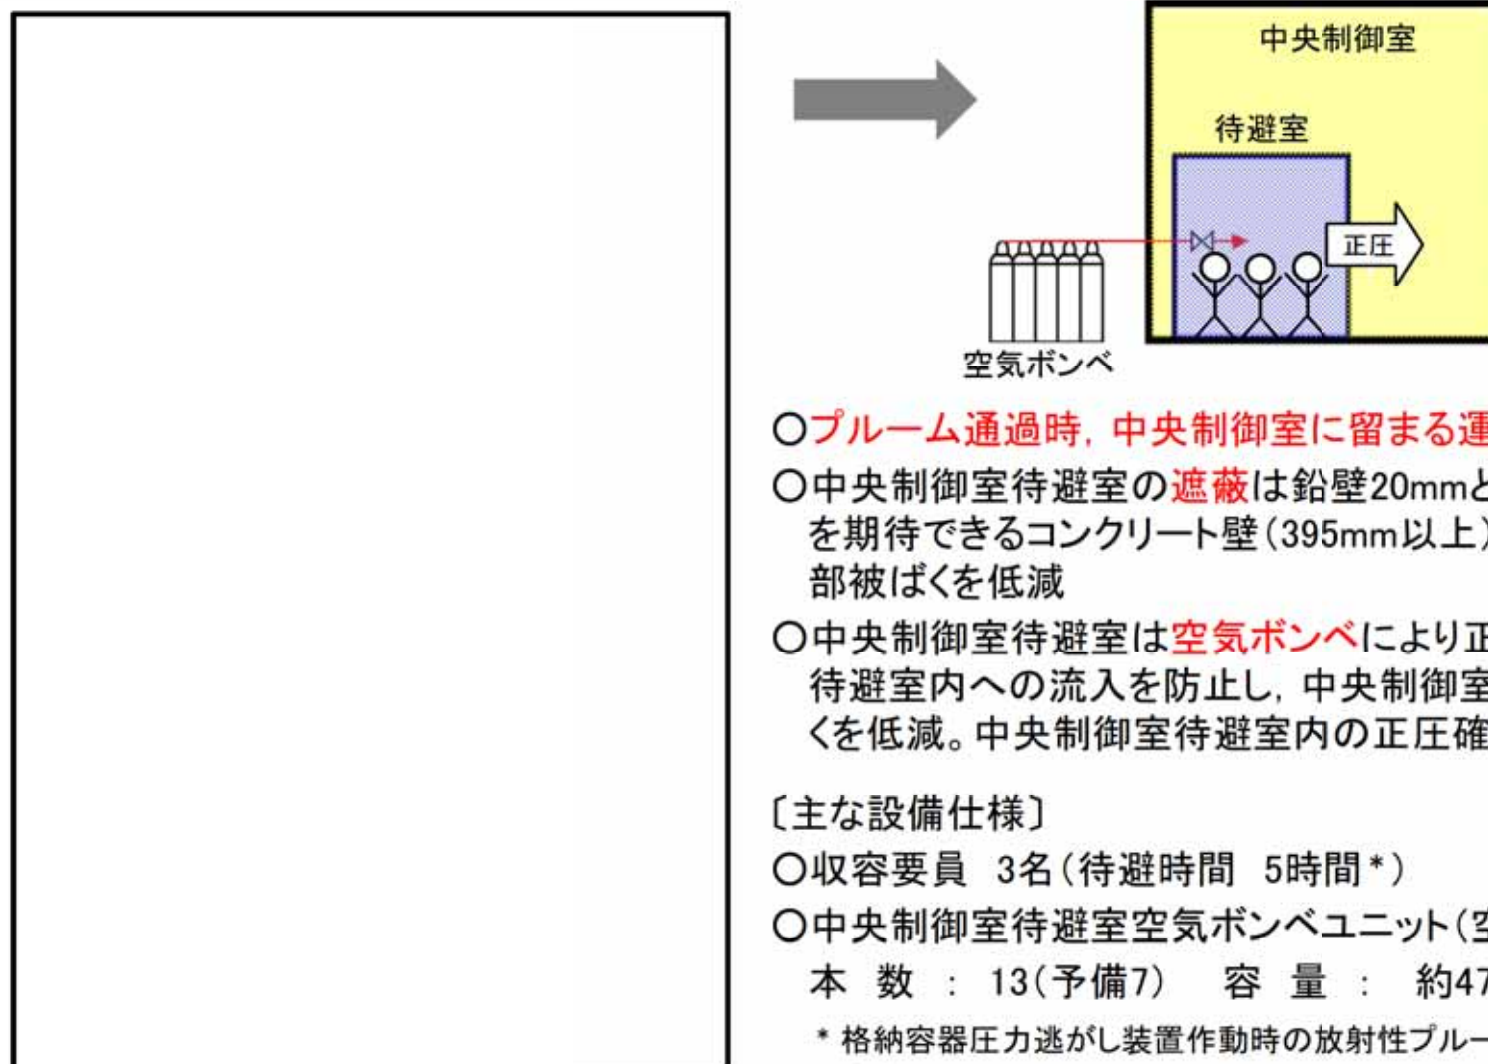 中央制御室
待避室
正圧
空気ボンベ
○プルーム通過時，中央制御室に留まる運
○中央制御室待避室の遮蔽は鉛壁20mmと
を期待できるコンクリート壁（395mm以上）
部被ばくを低減
○中央制御室待避室は空気ボンベにより正
待避室内への流入を防止し，中央制御室
くを低減。中央制御室待避室内の正圧確
〔主な設備仕様〕
○収容要員　3名（待避時間　5時間*）
○中央制御室待避室空気ボンベユニット（空
本　数　：　13（予備7）　容　量　：　約47
* 格納容器圧力逃がし装置作動時の放射性プルー